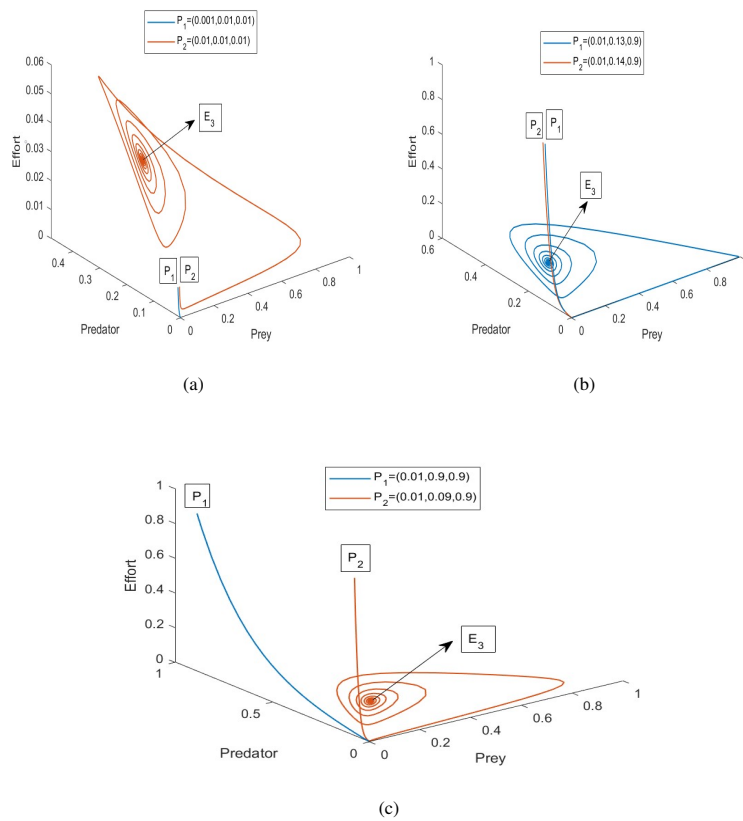 P1=(0.001,0.01,0.01)
P2=(0.01,0.01,0.01)
0.06
0.05
0.04
0.03
0.02
0.01
0
Effort
E3
P1 P2
0.4
0.3
0.2
0.1
0
Predator
0
0.2
0.4
0.6
0.8
1
Prey
(a)
P1=(0.01,0.13,0.9)
P2=(0.01,0.14,0.9)
1
0.8
0.6
0.4
0.2
0
Effort
P2 P1
E3
0.6
0.4
0.2
0
Predator
0
0.2
0.4
0.6
0.8
Prey
(b)
P1=(0.01,0.9,0.9)
P2=(0.01,0.09,0.9)
1
0.8
0.6
0.4
0.2
0
Effort
P1
P2
E3
1
0.5
0
Predator
0
0.2
0.4
0.6
0.8
1
Prey
(c)